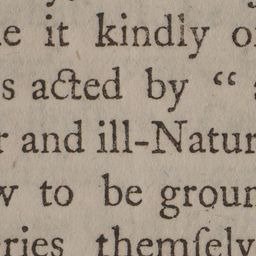 e it kindly o
s acted by “
r and ill-Natur
w to be groun
ries themſelv